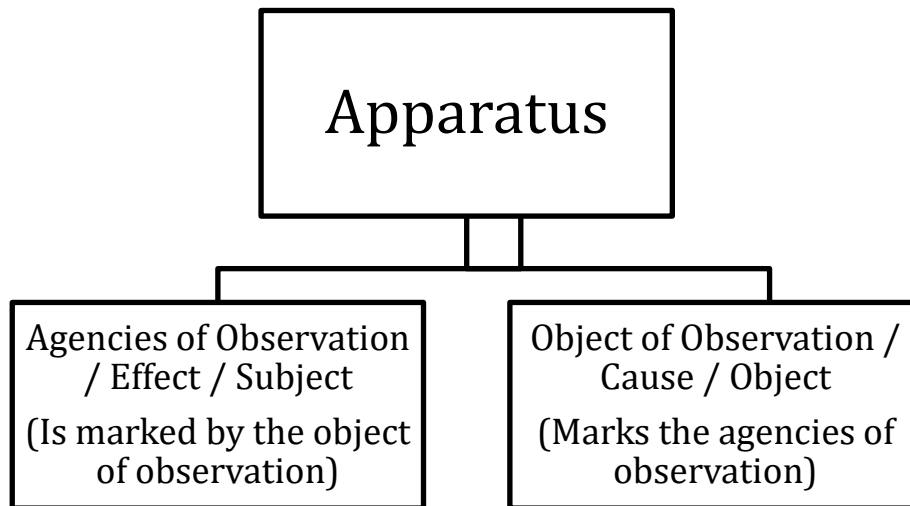 Apparatus
Agencies of Observation
/ Effect / Subject
(Is marked by the object
of observation)
Object of Observation /
Cause / Object
(Marks the agencies of
observation)